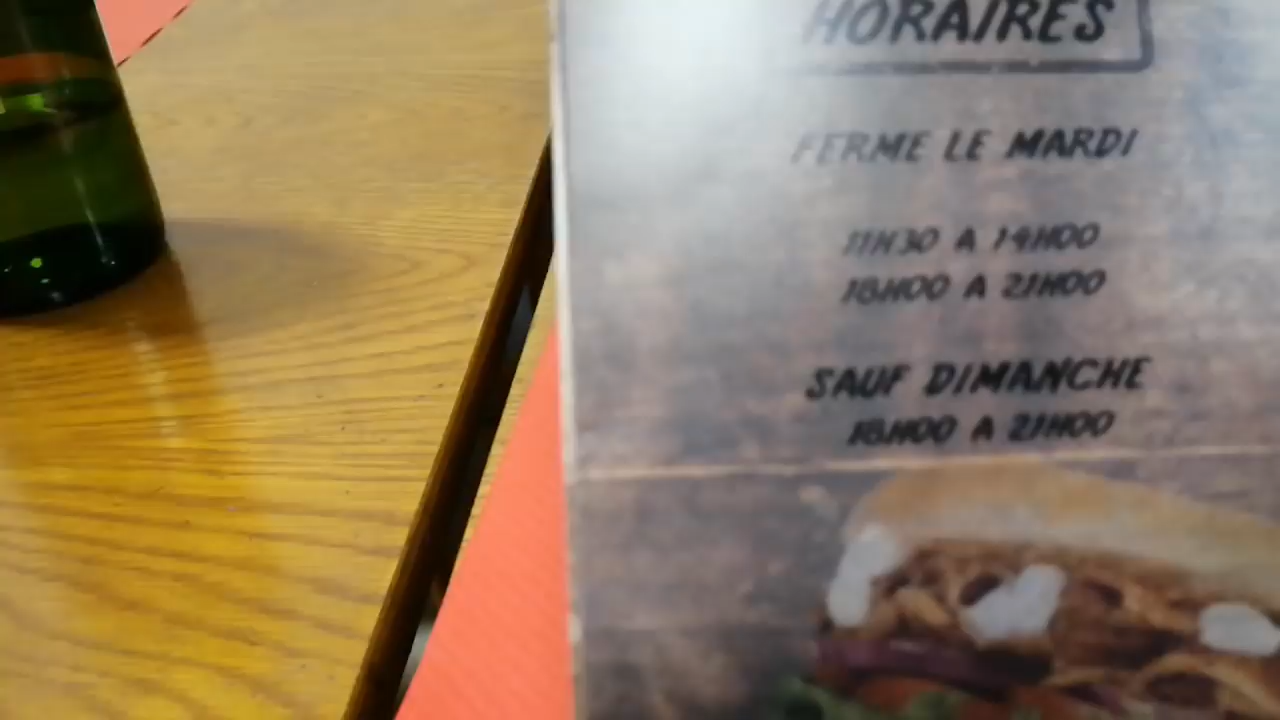 HORAIRES
FERME LE MARDI
11H30 A 14H00
18H00 A 21H00
SAUF DIMANCHE
18H00 A 21H00